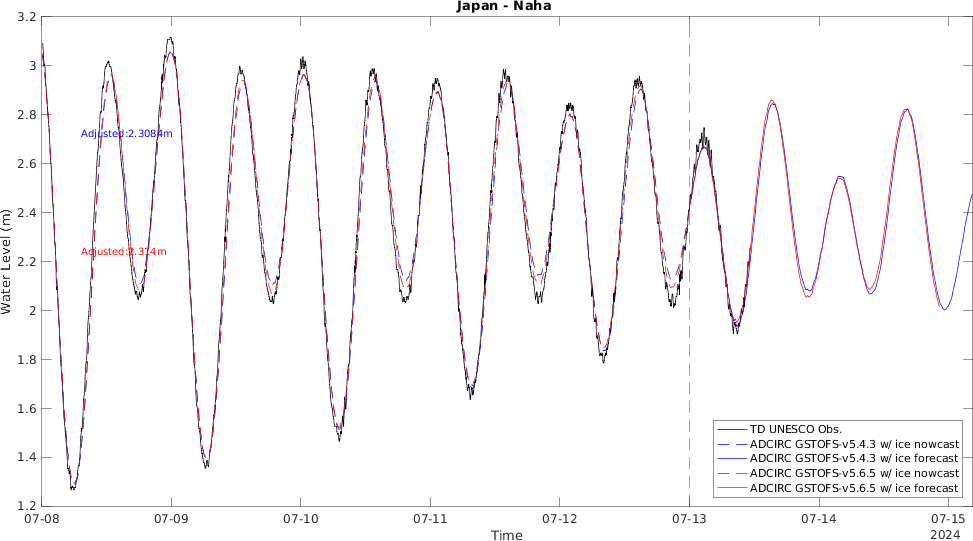 Japan - Naha
3.2
3
2.8
2.6
2.4
2.2
2
1.8
1.6
1.4
1.2
Water Level (m)
Adjusted:2.3084m
Adjusted:2.314m
TD UNESCO Obs.
ADCIRC GSTOFS-v5.4.3 w/ ice nowcast
ADCIRC GSTOFS-v5.4.3 w/ ice forecast
ADCIRC GSTOFS-v5.6.5 w/ ice nowcast
ADCIRC GSTOFS-v5.6.5 w/ ice forecast
07-08 07-09 07-10 07-11 07-12 07-13 07-14 07-15
2024
Time